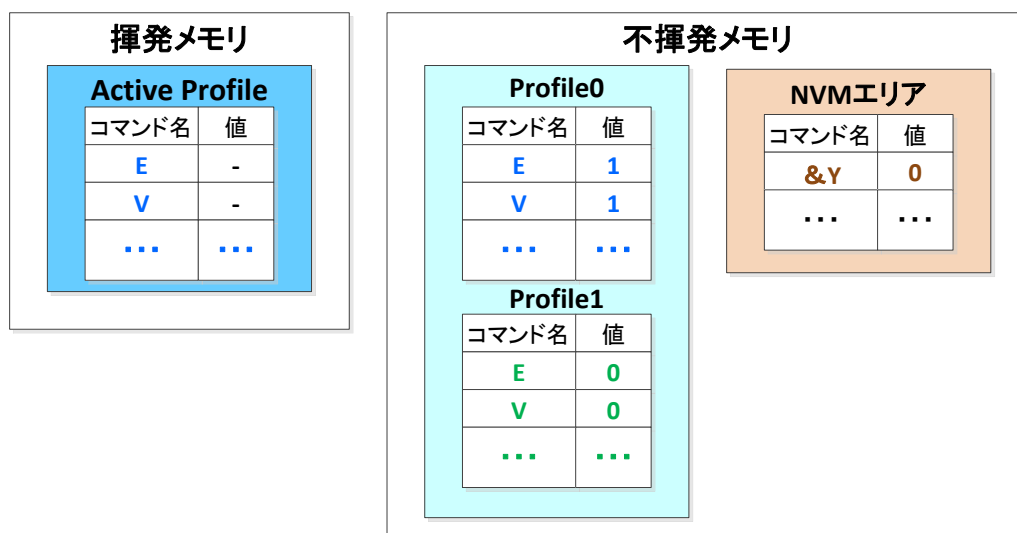 揮発メモリ
Active Profile
コマンド名 値
E -
V -
... ...
不揮発メモリ
Profile0
コマンド名 値
E 1
V 1
... ...
Profile1
コマンド名 値
E 0
V 0
... ...
NVMエリア
コマンド名 値
&Y 0
... ...